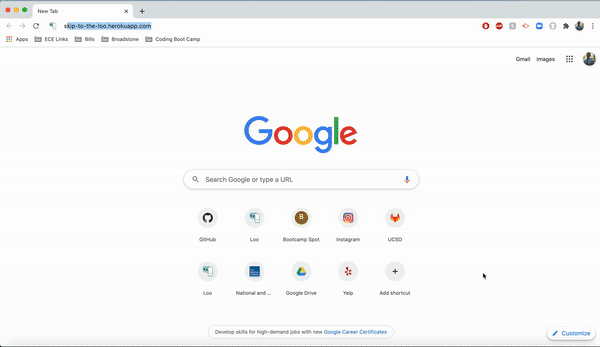 New Tab
skip-to-the-loo.herokuapp.com
Apps ECE Links Bills Broadstone Coding Boot Camp
Gmail Images
Google
Search Google or type a URL
GitHub Loo Bootcamp Spot Instagram UCSD
Loo National and ... Google Drive Yelp Add shortcut
Develop skills for high-demand jobs with new Google Career Certificates
Customize